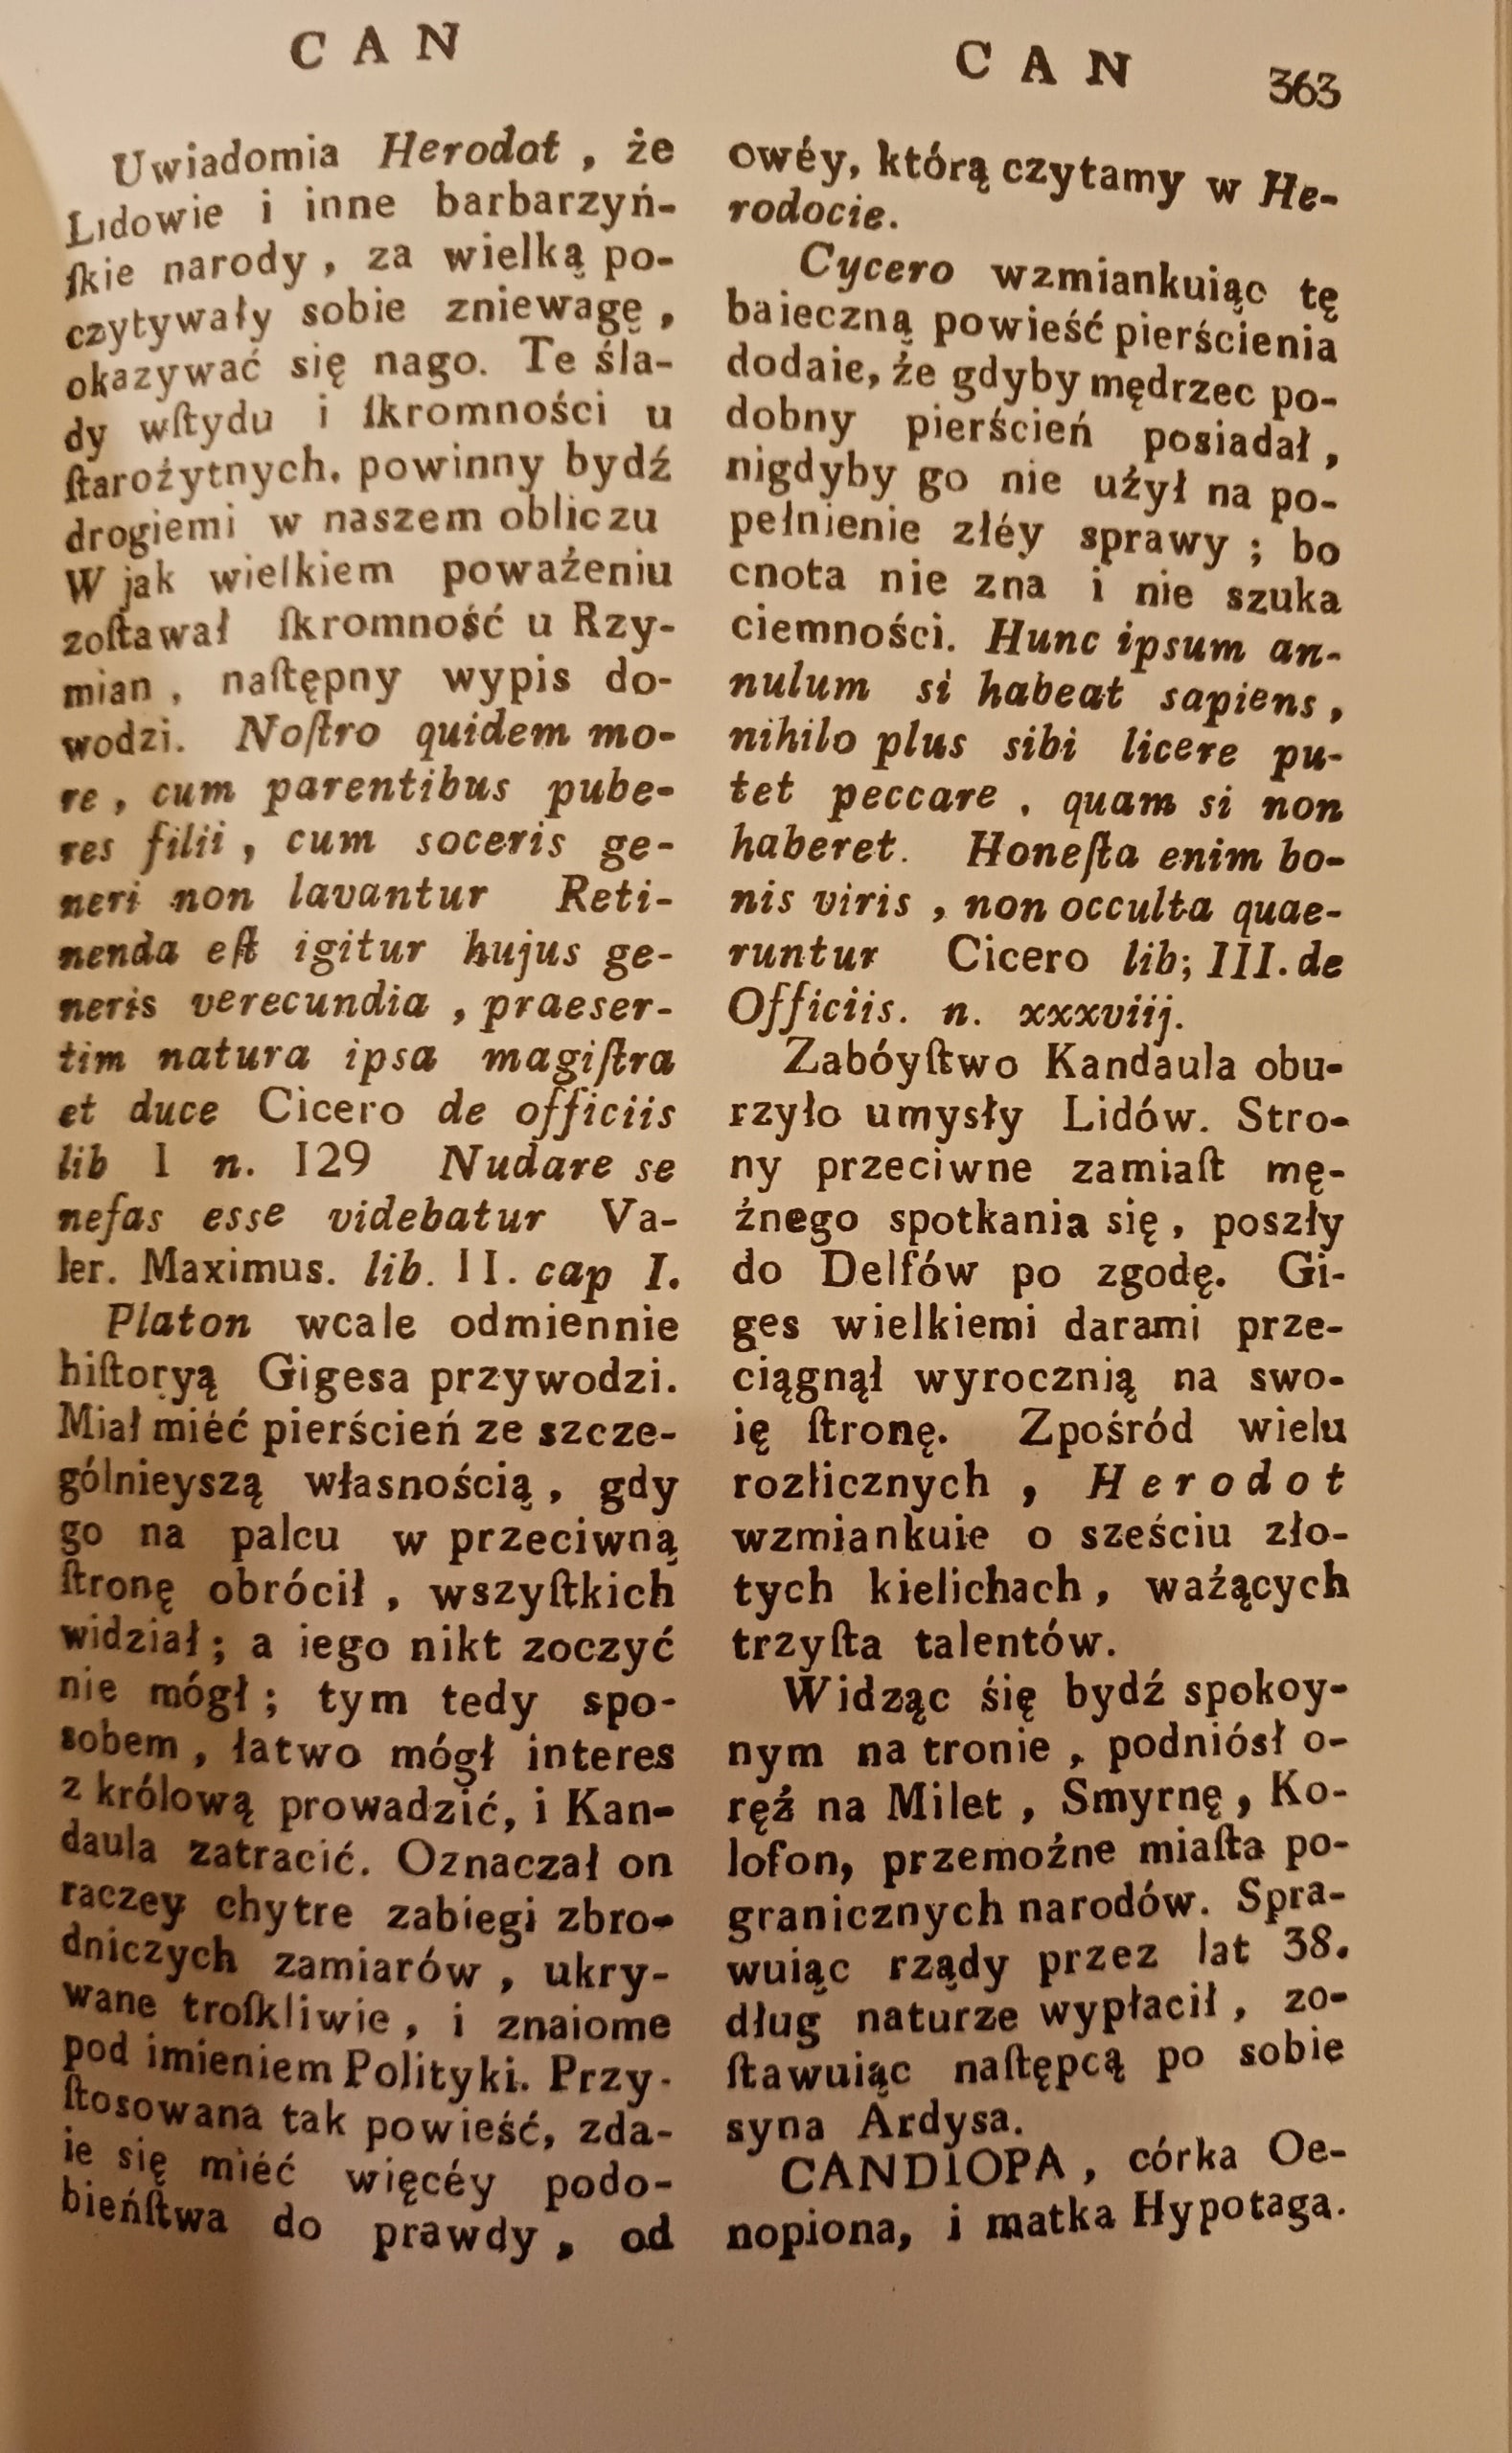 C A N
Uwiadomia Herodot , że
Lidowie i inne barbarzyń-
ſkie narody , za wielką po-
czytywały sobie zniewagę ,
okazywać się nago. Te śla-
dy wſtydu i ſkromności u
ſtarożytnych. powinny bydź
drogiemi w naszem obliczu
W jak wielkiem poważeniu
zoſtawał ſkromność u Rzy-
mian , naſtępny wypis do-
wodzi. Noſtro quidem mo-
re , cum parentibus pube-
res filii , cum soceris ge-
neri non lavantur Reti-
nenda eſt igitur hujus ge-
neris verecundia , praeser-
tim natura ipsa magiſtra
et duce Cicero de officiis
lib I n. 129 Nudare se
nefas esse videbatur Va-
ler. Maximus. lib. II. cap I.
Platon wcale odmiennie
hiſtoryą Gigesa przywodzi.
Miał miéć pierścień ze szcze-
gólnieyszą własnością , gdy
go na palcu w przeciwną
ſtronę obrócił , wszyſtkich
widział ; a iego nikt zoczyć
nie mógł ; tym tedy spo-
sobem , łatwo mógł interes
z królową prowadzić, i Kan-
daula zatracić. Oznaczał on
raczey chytre zabiegi zbro-
dniczych zamiarów , ukry-
wane troſkliwie , i znaiome
pod imieniem Polityki. Przy-
ſtosowana tak powieść, zda-
ie się miéć więcéy podo-
bieńſtwa do prawdy , od
C A N 363
owéy, którą czytamy w He-
rodocie.
Cycero wzmiankuiąc tę
baieczną powieść pierścienia
dodaie, że gdyby mędrzec po-
dobny pierścień posiadał ,
nigdyby go nie użył na po-
pełnienie złéy sprawy ; bo
cnota nie zna i nie szuka
ciemności. Hunc ipsum an-
nulum si habeat sapiens ,
nihilo plus sibi licere pu-
tet peccare , quam si non
haberet. Honeſta enim bo-
nis viris , non occulta quae-
runtur Cicero lib; III. de
Officiis. n. xxxviij.
Zabóyſtwo Kandaula obu-
rzyło umysły Lidów. Stro-
ny przeciwne zamiaſt mę-
żnego spotkania się , poszły
do Delfów po zgodę. Gi-
ges wielkiemi darami prze-
ciągnął wyrocznią na swo-
ię ſtronę. Zpośród wielu
rozlicznych , Herodot
wzmiankuie o sześciu zło-
tych kielichach , ważących
trzyſta talentów.
Widząc śię bydź spokoy-
nym na tronie , podniósł o-
ręż na Milet , Smyrnę , Ko-
lofon, przemożne miaſta po-
granicznych narodów. Spra-
wuiąc rządy przez lat 38.
dług naturze wypłacił , zo-
ſtawuiąc naſtępcą po sobie
syna Ardysa.
CANDIOPA , córka Oe-
nopiona, i matka Hypotaga.